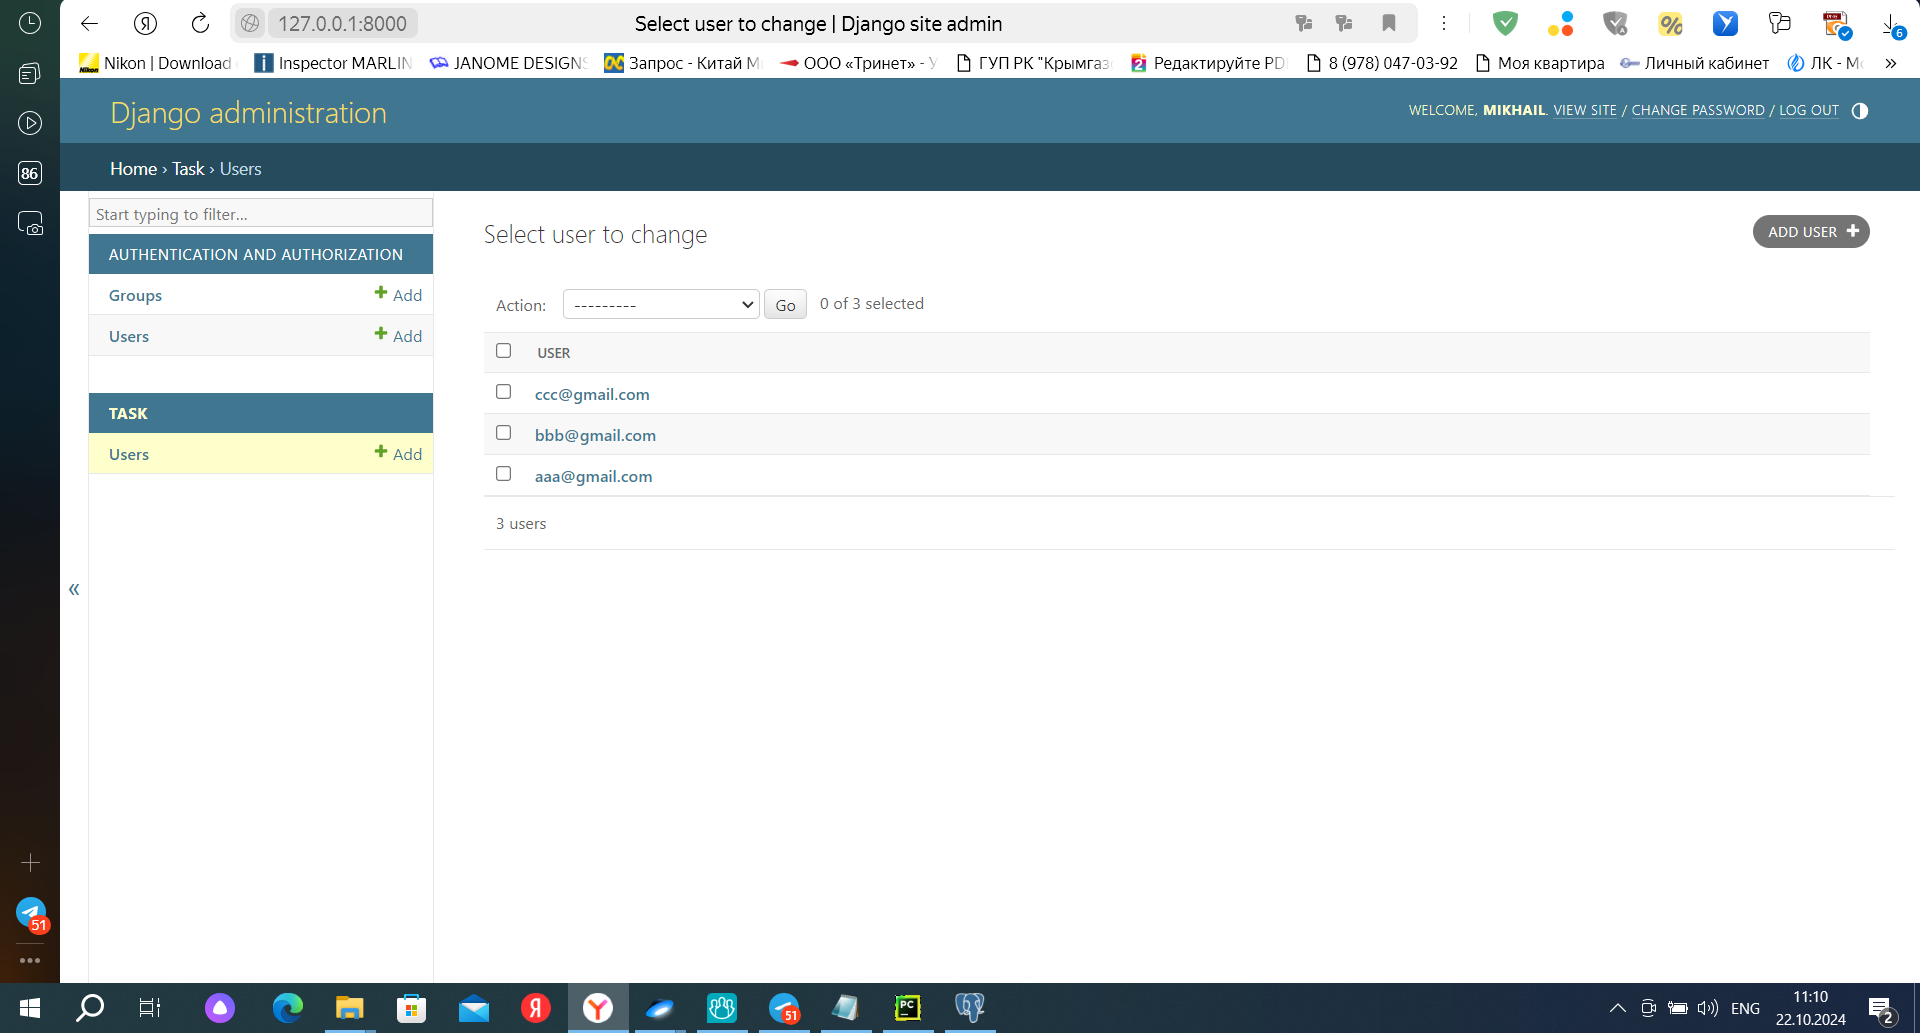 127.0.0.1:8000 Select user to change | Django site admin
6
Nikon | Download Inspector MARLIN JANOME DESIGNS Запрос - Китай ООО «Тринет» - ГУП РК "Крымгаз Редактируйте PD 8 (978) 047-03-92 Моя квартира Личный кабинет ЛК - »
Django administration
WELCOME, MIKHAIL. VIEW SITE / CHANGE PASSWORD / LOG OUT
Home › Task › Users
86
Start typing to filter...
AUTHENTICATION AND AUTHORIZATION
Groups + Add
Users + Add
TASK
Users + Add
«
Select user to change
ADD USER +
Action: --------- Go 0 of 3 selected
USER
ccc@gmail.com
bbb@gmail.com
aaa@gmail.com
3 users
51
51
PC
ENG
11:10
22.10.2024
2